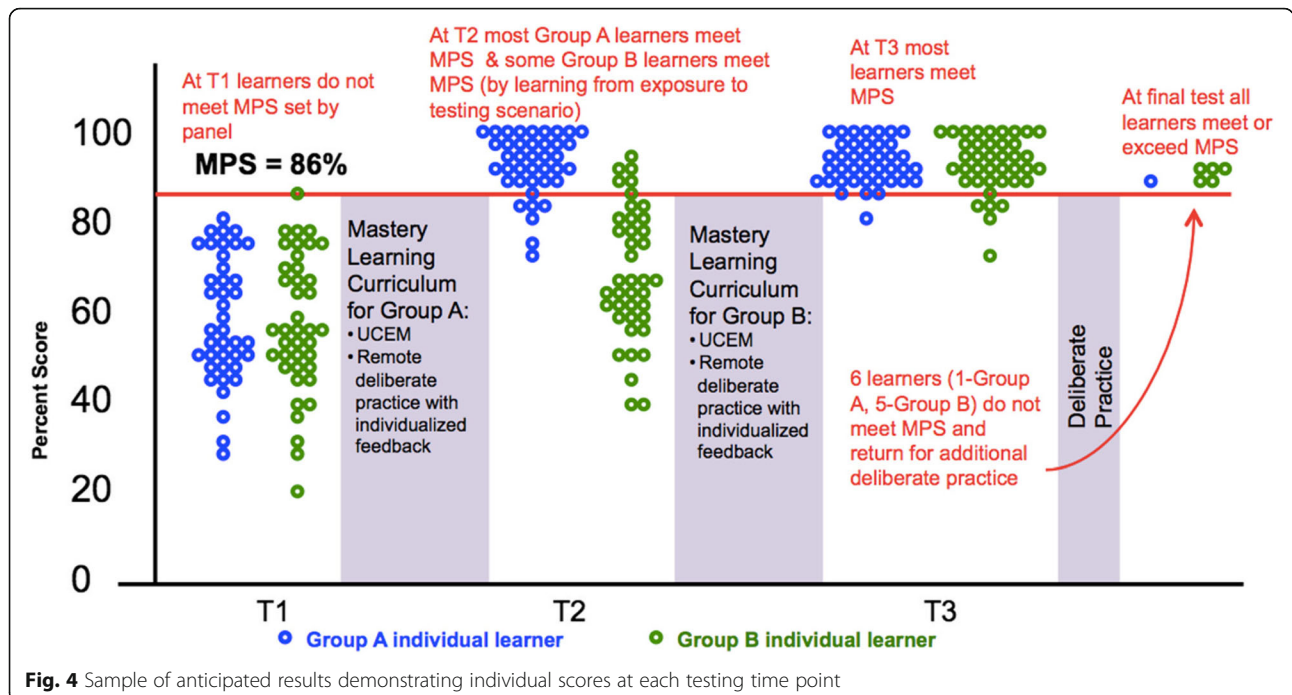 At T1 learners do not
meet MPS set by
panel
MPS = 86%
At T2 most Group A learners meet
MPS & some Group B learners meet
MPS (by learning from exposure to
testing scenario)
At T3 most
learners meet
MPS
At final test all
learners meet or
exceed MPS
Percent Score
100
80
60
40
20
0
Mastery
Learning
Curriculum
for Group A:
• UCEM
• Remote
deliberate
practice with
individualized
feedback
Mastery
Learning
Curriculum
for Group B:
• UCEM
• Remote
deliberate
practice with
individualized
feedback
6 learners (1-Group
A, 5-Group B) do not
meet MPS and
return for additional
deliberate practice
Deliberate
Practice
T1
T2
T3
Group A individual learner
Group B individual learner
Fig. 4 Sample of anticipated results demonstrating individual scores at each testing time point